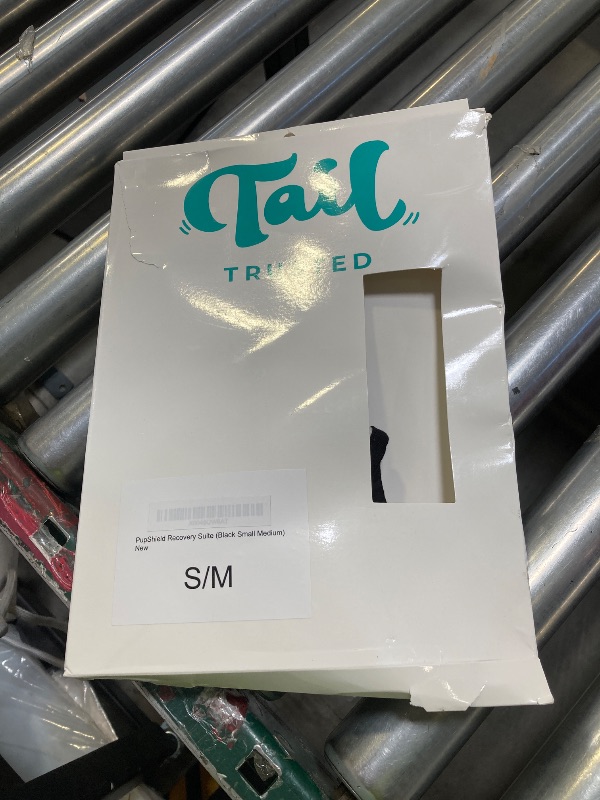 Tail
PupShield Recovery Suite (Black Small Medium)
New
S/M